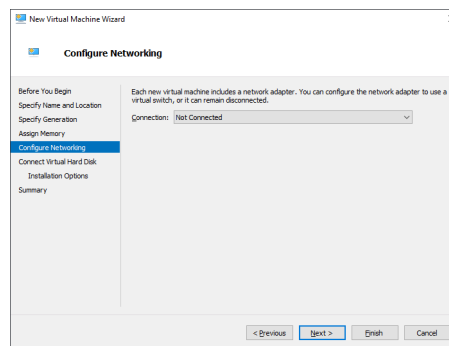 New Virtual Machine Wizard
Configure Networking
Before You Begin
Specify Name and Location
Specify Generation
Assign Memory
Configure Networking
Connect Virtual Hard Disk
Installation Options
Summary
Each new virtual machine includes a network adapter. You can configure the network adapter to use a
virtual switch, or it can remain disconnected.
Connection: Not Connected
< Previous Next > Finish Cancel